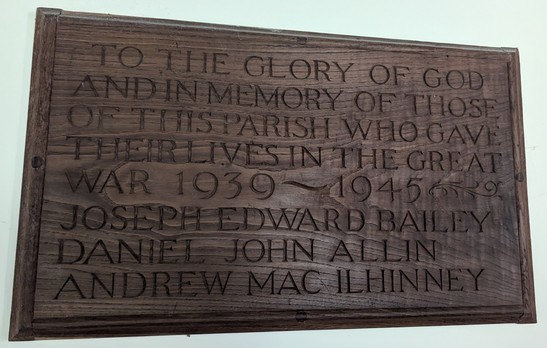 TO THE GLORY OF GOD
AND IN MEMORY OF THOSE
OF THIS PARISH WHO GAVE
THEIR LIVES IN THE GREAT
WAR 1939 – 1945
JOSEPH EDWARD BAILEY
DANIEL JOHN ALLIN
ANDREW MAC ILHINNEY